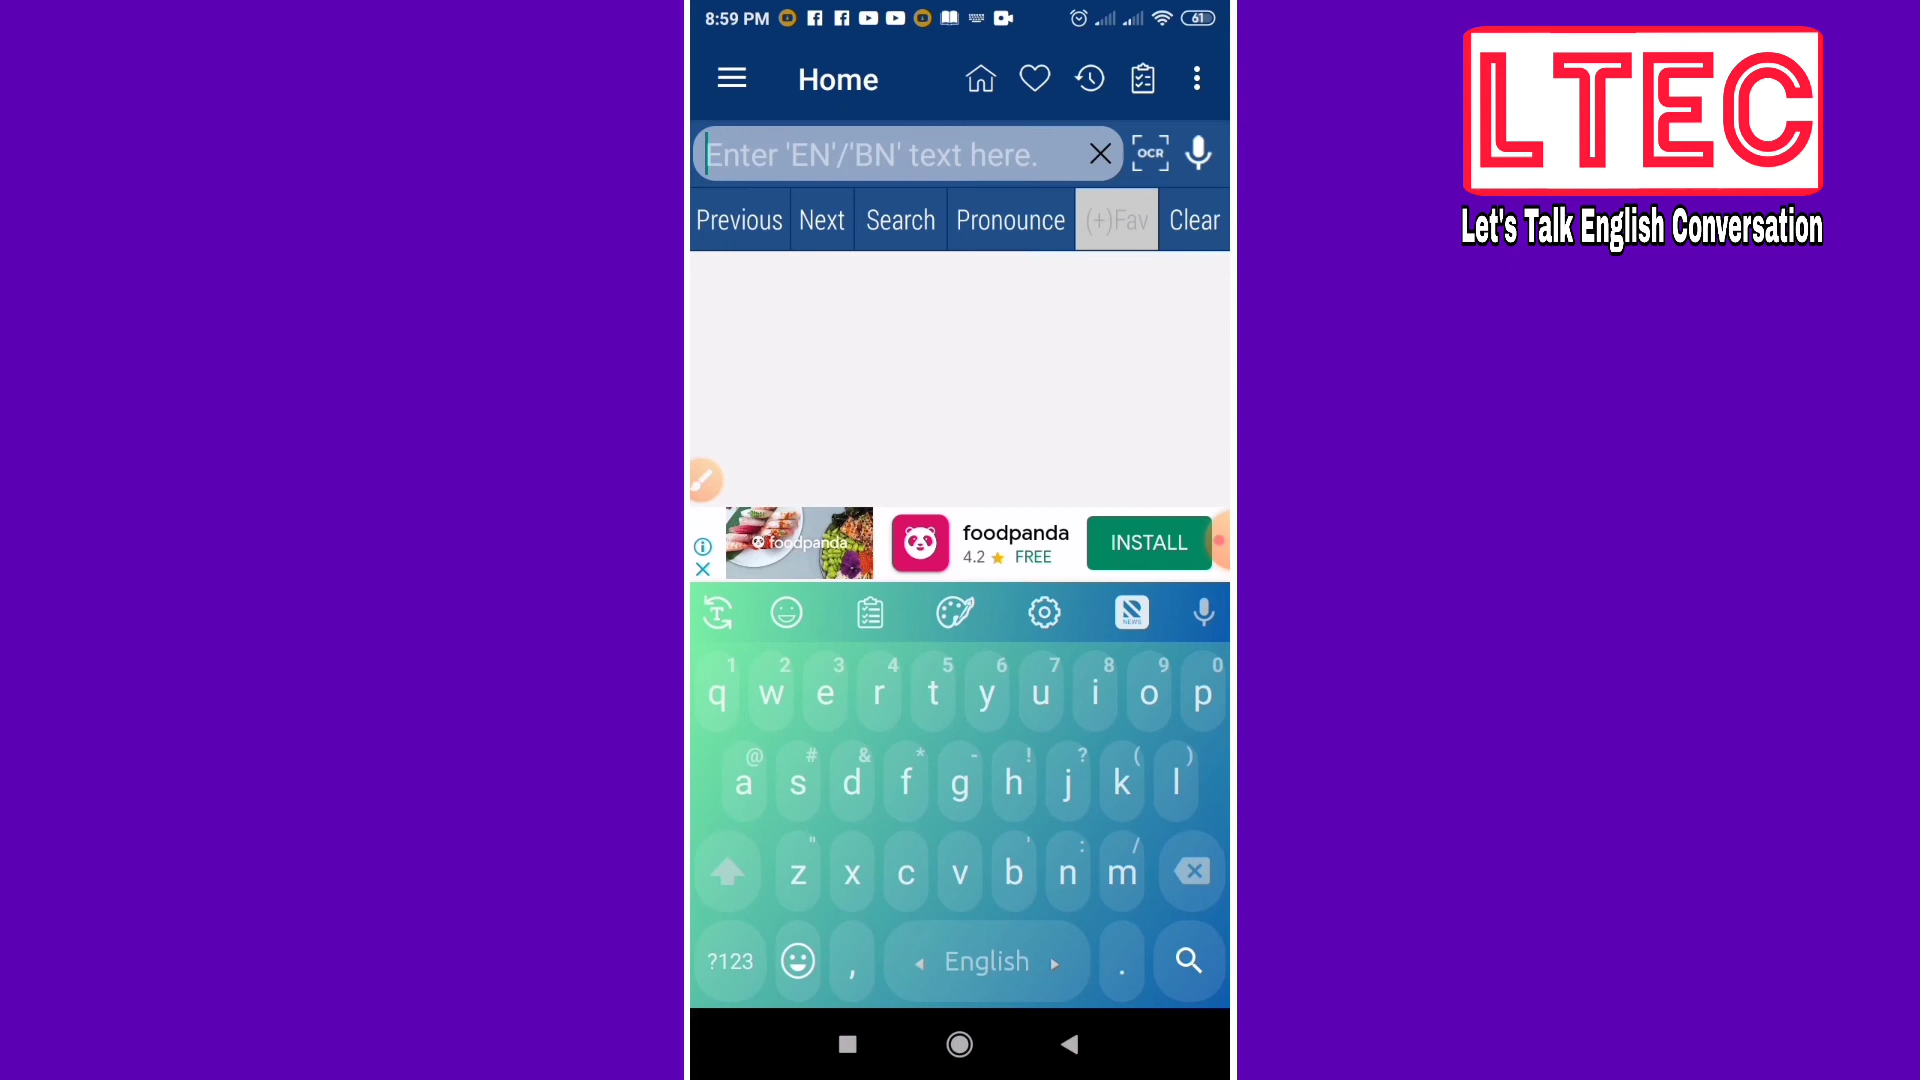 8:59 PM
61
Home
Enter 'EN'/'BN' text here.
OCR
Previous Next Search Pronounce (+)Fav Clear
foodpanda
foodpanda
4.2 ★ FREE
INSTALL
T
NEWS
1 2 3 4 5 6 7 8 9 0
q w e r t y u i o p
@ # & * - ! ? ( )
a s d f g h j k l
" ' : /
z x c v b n m
?123 , English .
LTEC
Let's Talk English Conversation